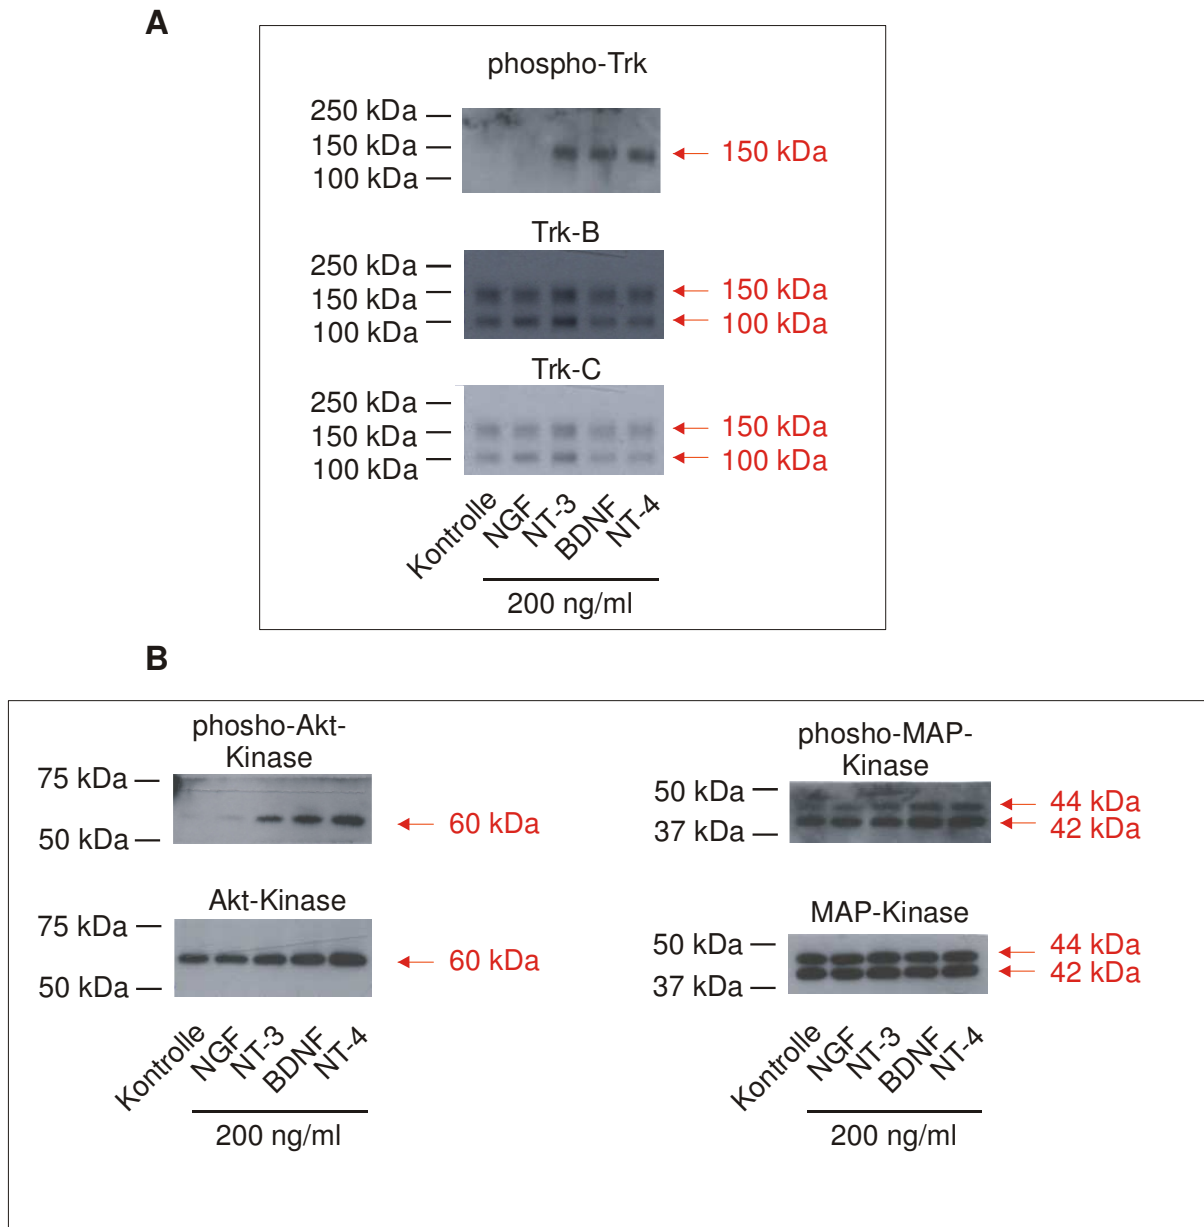 A
phospho-Trk
250 kDa
150 kDa
100 kDa
150 kDa
Trk-B
250 kDa
150 kDa
100 kDa
150 kDa
100 kDa
Trk-C
250 kDa
150 kDa
100 kDa
150 kDa
100 kDa
Kontrolle
NGF
NT-3
BDNF
NT-4
200 ng/ml
B
phosho-Akt-
Kinase
75 kDa
50 kDa
60 kDa
Akt-Kinase
75 kDa
50 kDa
60 kDa
Kontrolle
NGF
NT-3
BDNF
NT-4
200 ng/ml
phosho-MAP-
Kinase
50 kDa
37 kDa
44 kDa
42 kDa
MAP-Kinase
50 kDa
37 kDa
44 kDa
42 kDa
Kontrolle
NGF
NT-3
BDNF
NT-4
200 ng/ml